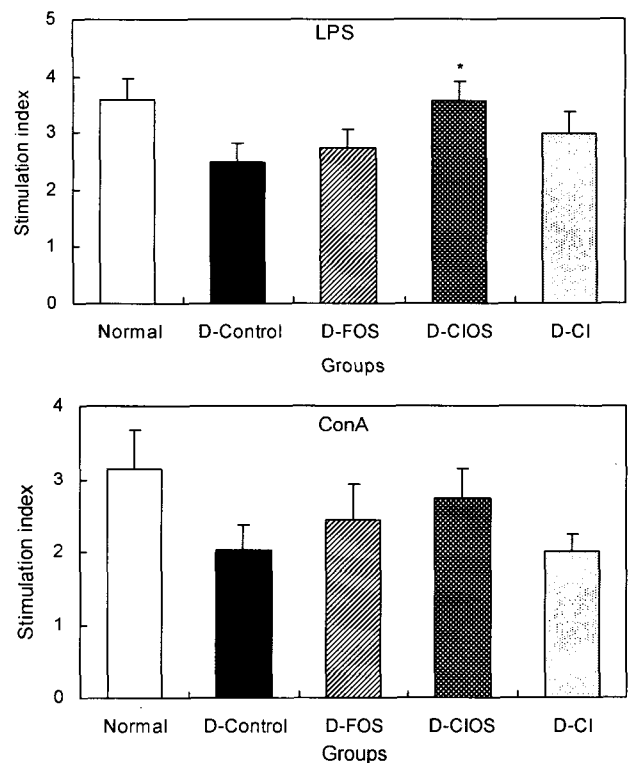 5
LPS
4
*
3
2
1
0
Stimulation index
Normal D-Control D-FOS D-CIOS D-CI
Groups
4
ConA
3
2
1
0
Stimulation index
Normal D-Control D-FOS D-CIOS D-CI
Groups